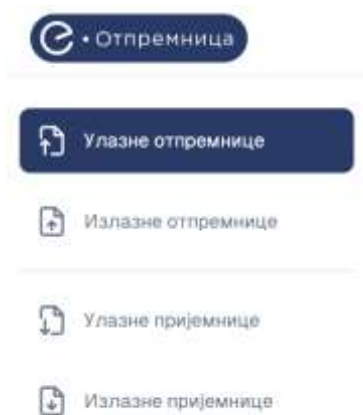 e • Отпремница
Улазне отпремнице
Излазне отпремнице
Улазне пријемнице
Излазне пријемнице